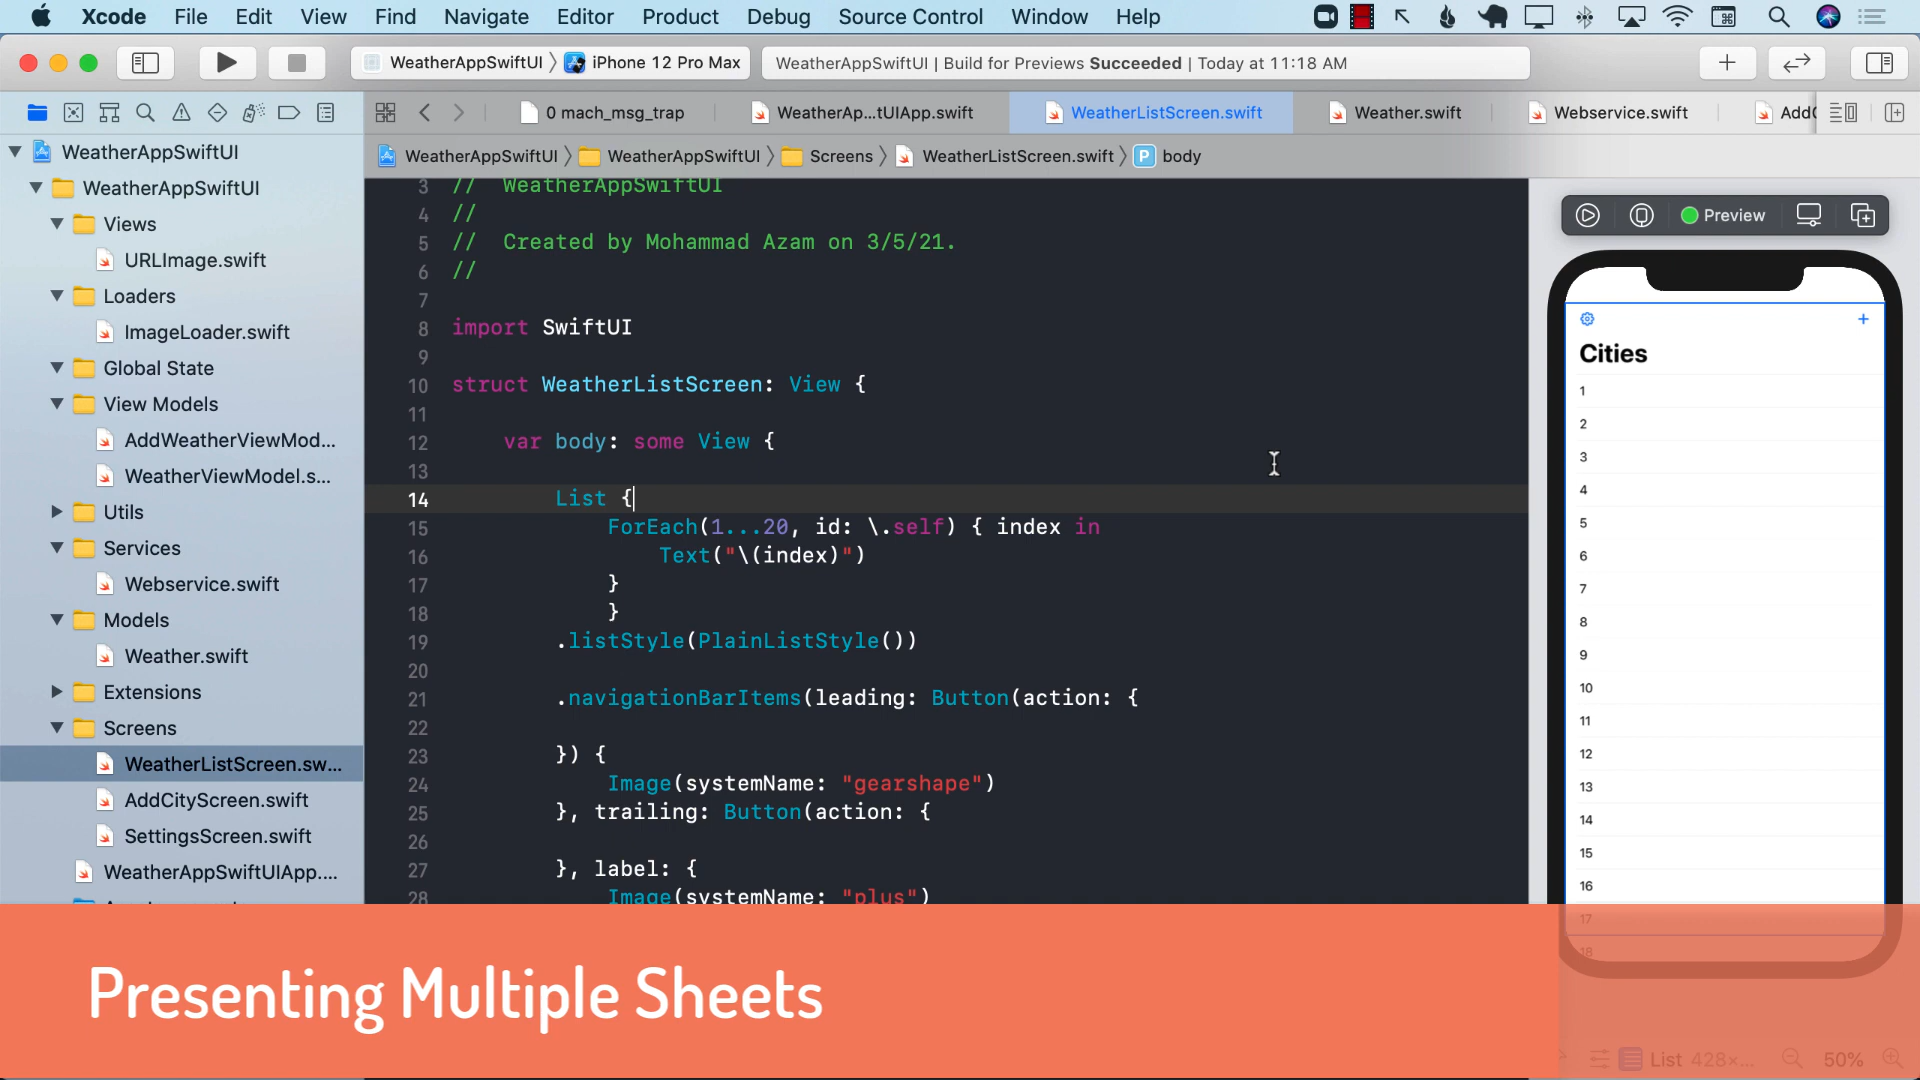 Xcode File Edit View Find Navigate Editor Product Debug Source Control Window Help
WeatherAppSwiftUI 〉 iPhone 12 Pro Max
WeatherAppSwiftUI | Build for Previews Succeeded | Today at 11:18 AM
0 mach_msg_trap
WeatherAp...tUIApp.swift
WeatherListScreen.swift
Weather.swift
Webservice.swift
WeatherAppSwiftUI 〉 WeatherAppSwiftUI 〉 Screens 〉 WeatherListScreen.swift 〉 P body
WeatherAppSwiftUI
WeatherAppSwiftUI
Views
URLImage.swift
Loaders
ImageLoader.swift
Global State
View Models
AddWeatherViewMod...
WeatherViewModel.s...
Utils
Services
Webservice.swift
Models
Weather.swift
Extensions
Screens
WeatherListScreen.sw...
AddCityScreen.swift
SettingsScreen.swift
WeatherAppSwiftUIApp....
3 //  WeatherAppSwiftUI
4 //
5 //  Created by Mohammad Azam on 3/5/21.
6 //
7
8 import SwiftUI
9
10 struct WeatherListScreen: View {
11
12     var body: some View {
13
14         List {
15             ForEach(1...20, id: \.self) { index in
16                 Text("\(index)")
17             }
18             }
19         .listStyle(PlainListStyle())
20
21         .navigationBarItems(leading: Button(action: {
22
23         }) {
24             Image(systemName: "gearshape")
25         }, trailing: Button(action: {
26
27         }, label: {
28             Image(systemName: "plus")
Preview
Cities
1
2
3
4
5
6
7
8
9
10
11
12
13
14
15
16
17
18
Presenting Multiple Sheets
List 428×... 50%